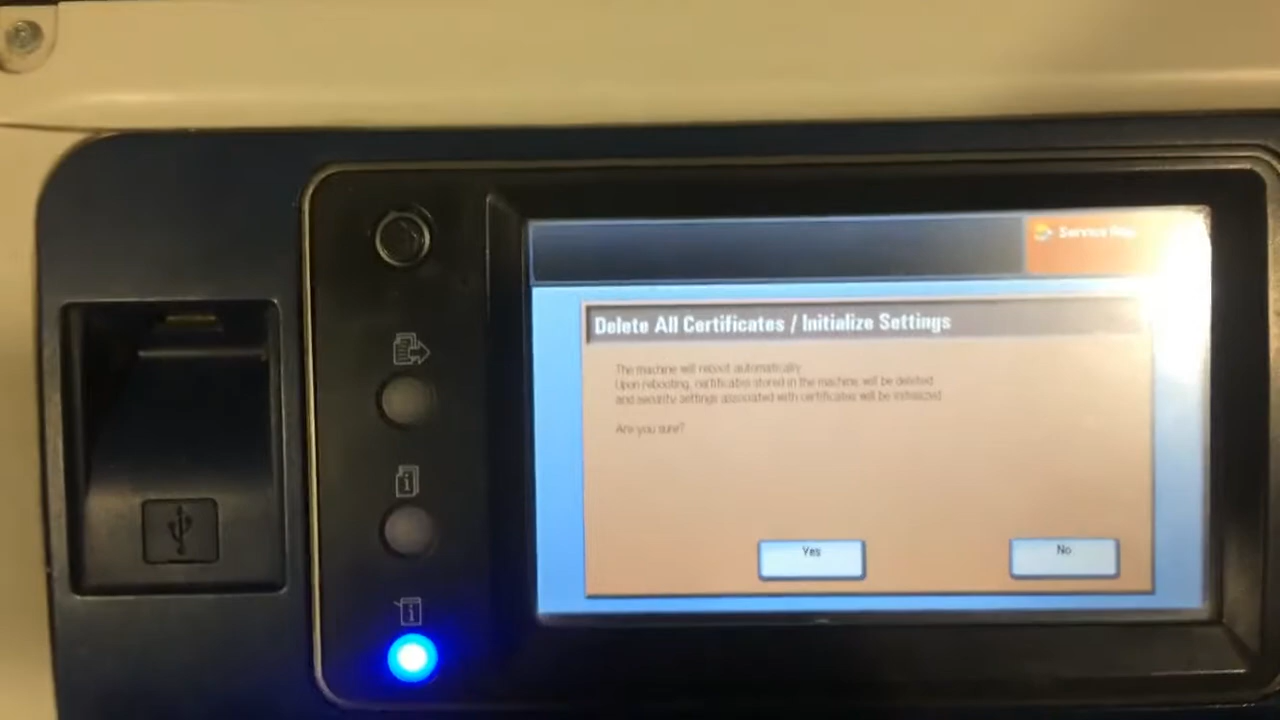 Service
Delete All Certificates / Initialize Settings
The machine will reboot automatically.
Upon rebooting, certificates stored in the machine will be deleted
and security settings associated with certificates will be initialized.
Are you sure?
Yes
No